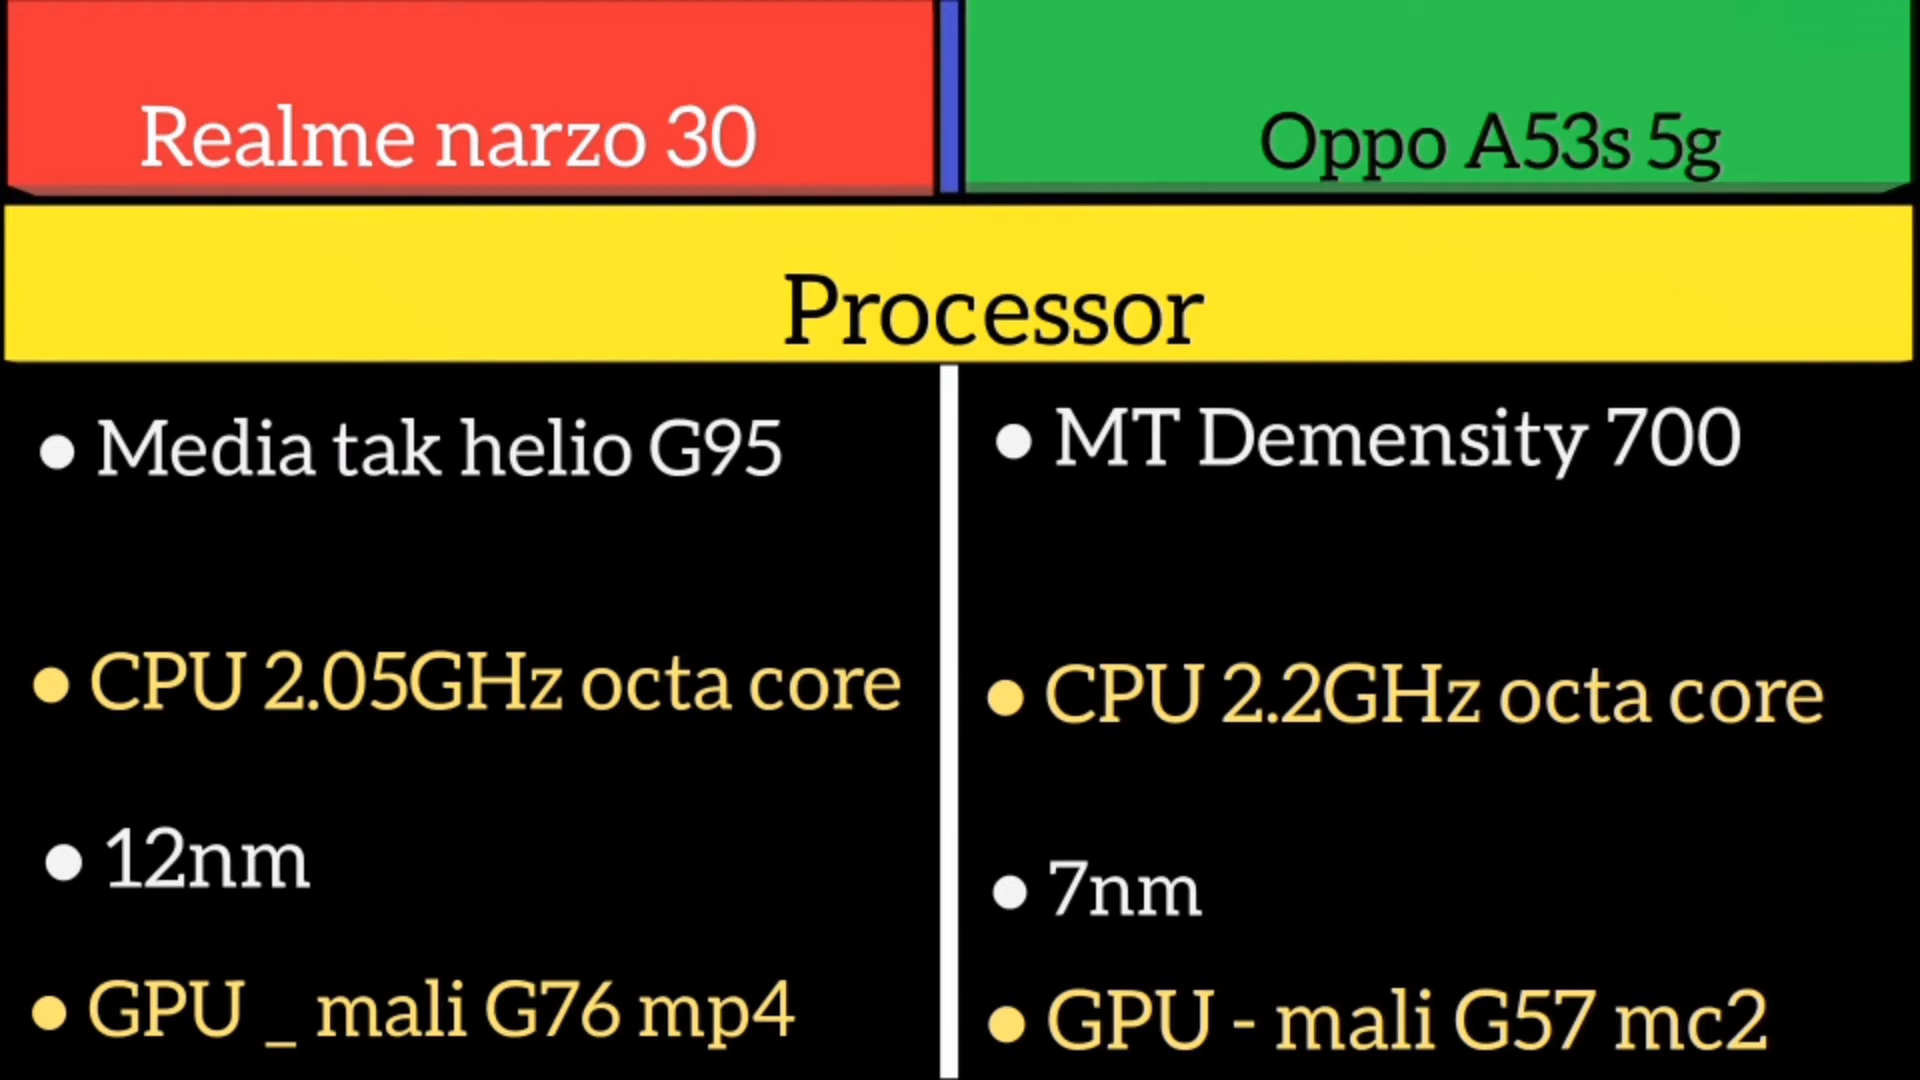 Realme narzo 30
Oppo A53s 5g
Processor
• Media tak helio G95
• MT Demensity 700
• CPU 2.05GHz octa core
• CPU 2.2GHz octa core
• 12nm
• 7nm
• GPU _ mali G76 mp4
• GPU - mali G57 mc2